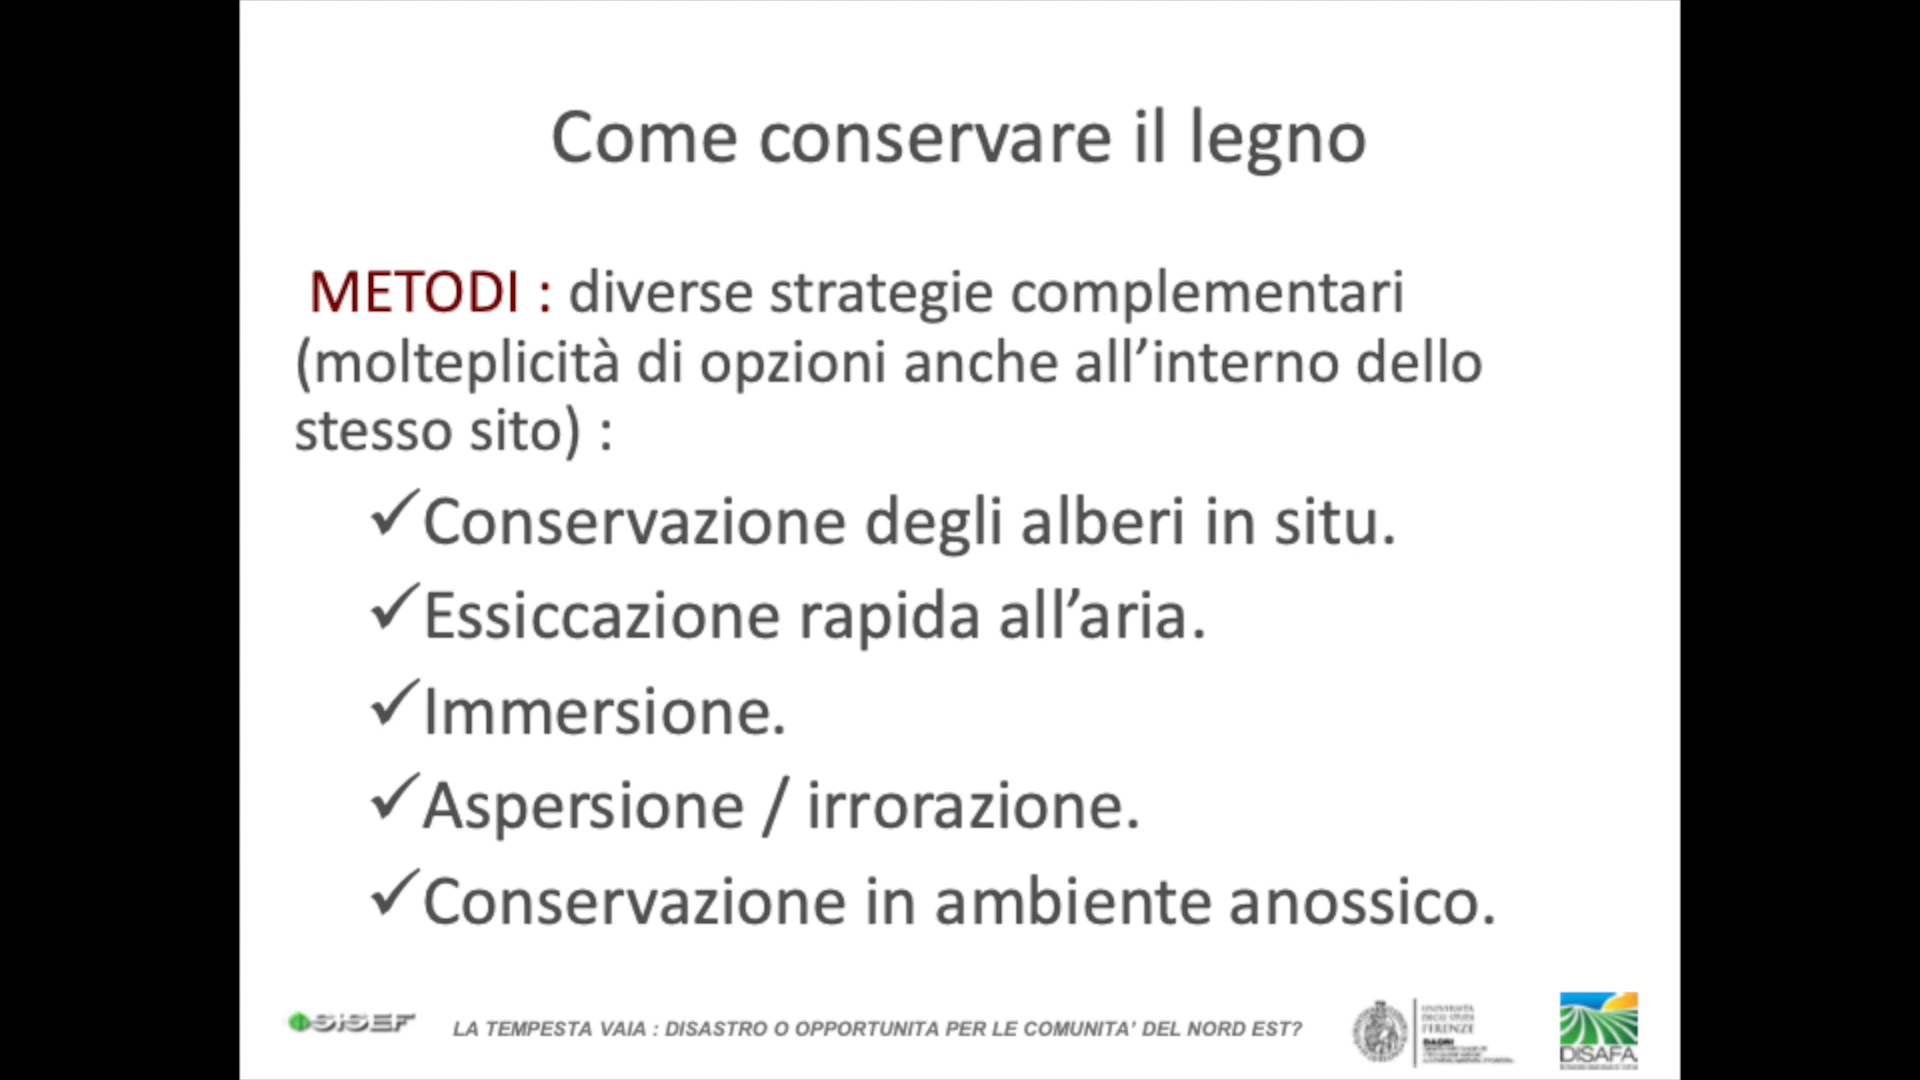 Come conservare il legno
METODI : diverse strategie complementari
(molteplicità di opzioni anche all’interno dello
stesso sito) :
✓Conservazione degli alberi in situ.
✓Essiccazione rapida all’aria.
✓Immersione.
✓Aspersione / irrorazione.
✓Conservazione in ambiente anossico.
SISEF
LA TEMPESTA VAIA : DISASTRO O OPPORTUNITA PER LE COMUNITA’ DEL NORD EST?
UNIVERSITÀ
DEGLI STUDI
FIRENZE
DAGRI
DISAFA